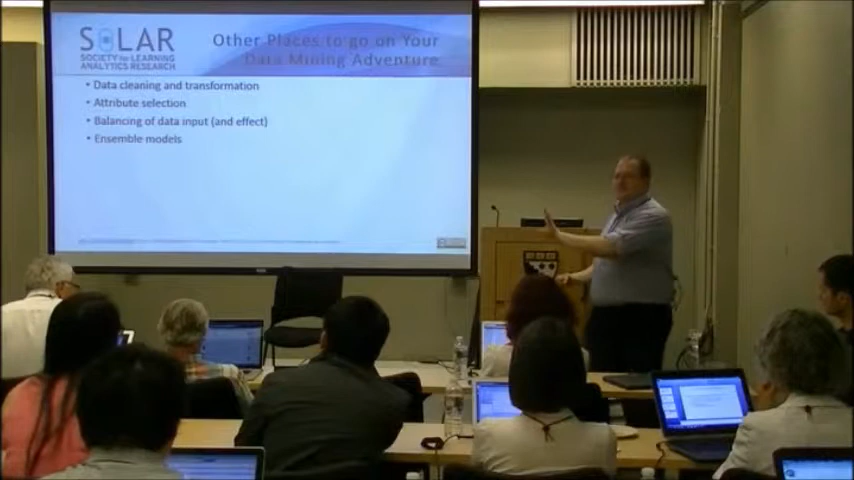 SOLAR
SOCIETY for LEARNING
ANALYTICS RESEARCH
Other Places to go on Your
Data Mining Adventure
• Data cleaning and transformation
• Attribute selection
• Balancing of data input (and effect)
• Ensemble models